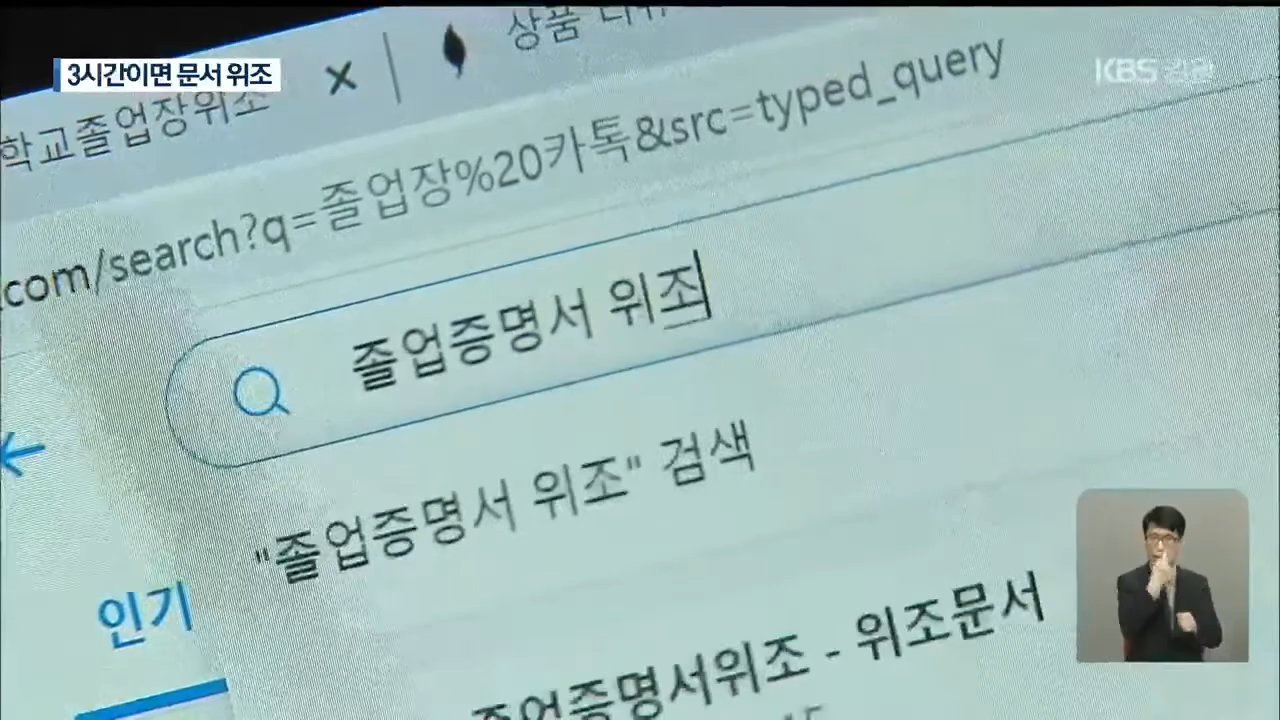 상품
3시간이면 문서 위조
KBS
학교졸업장위조
.com/search?q=졸업장%20카톡&src=typed_query
졸업증명서 위조
"졸업증명서 위조" 검색
인기
졸업증명서위조 - 위조문서